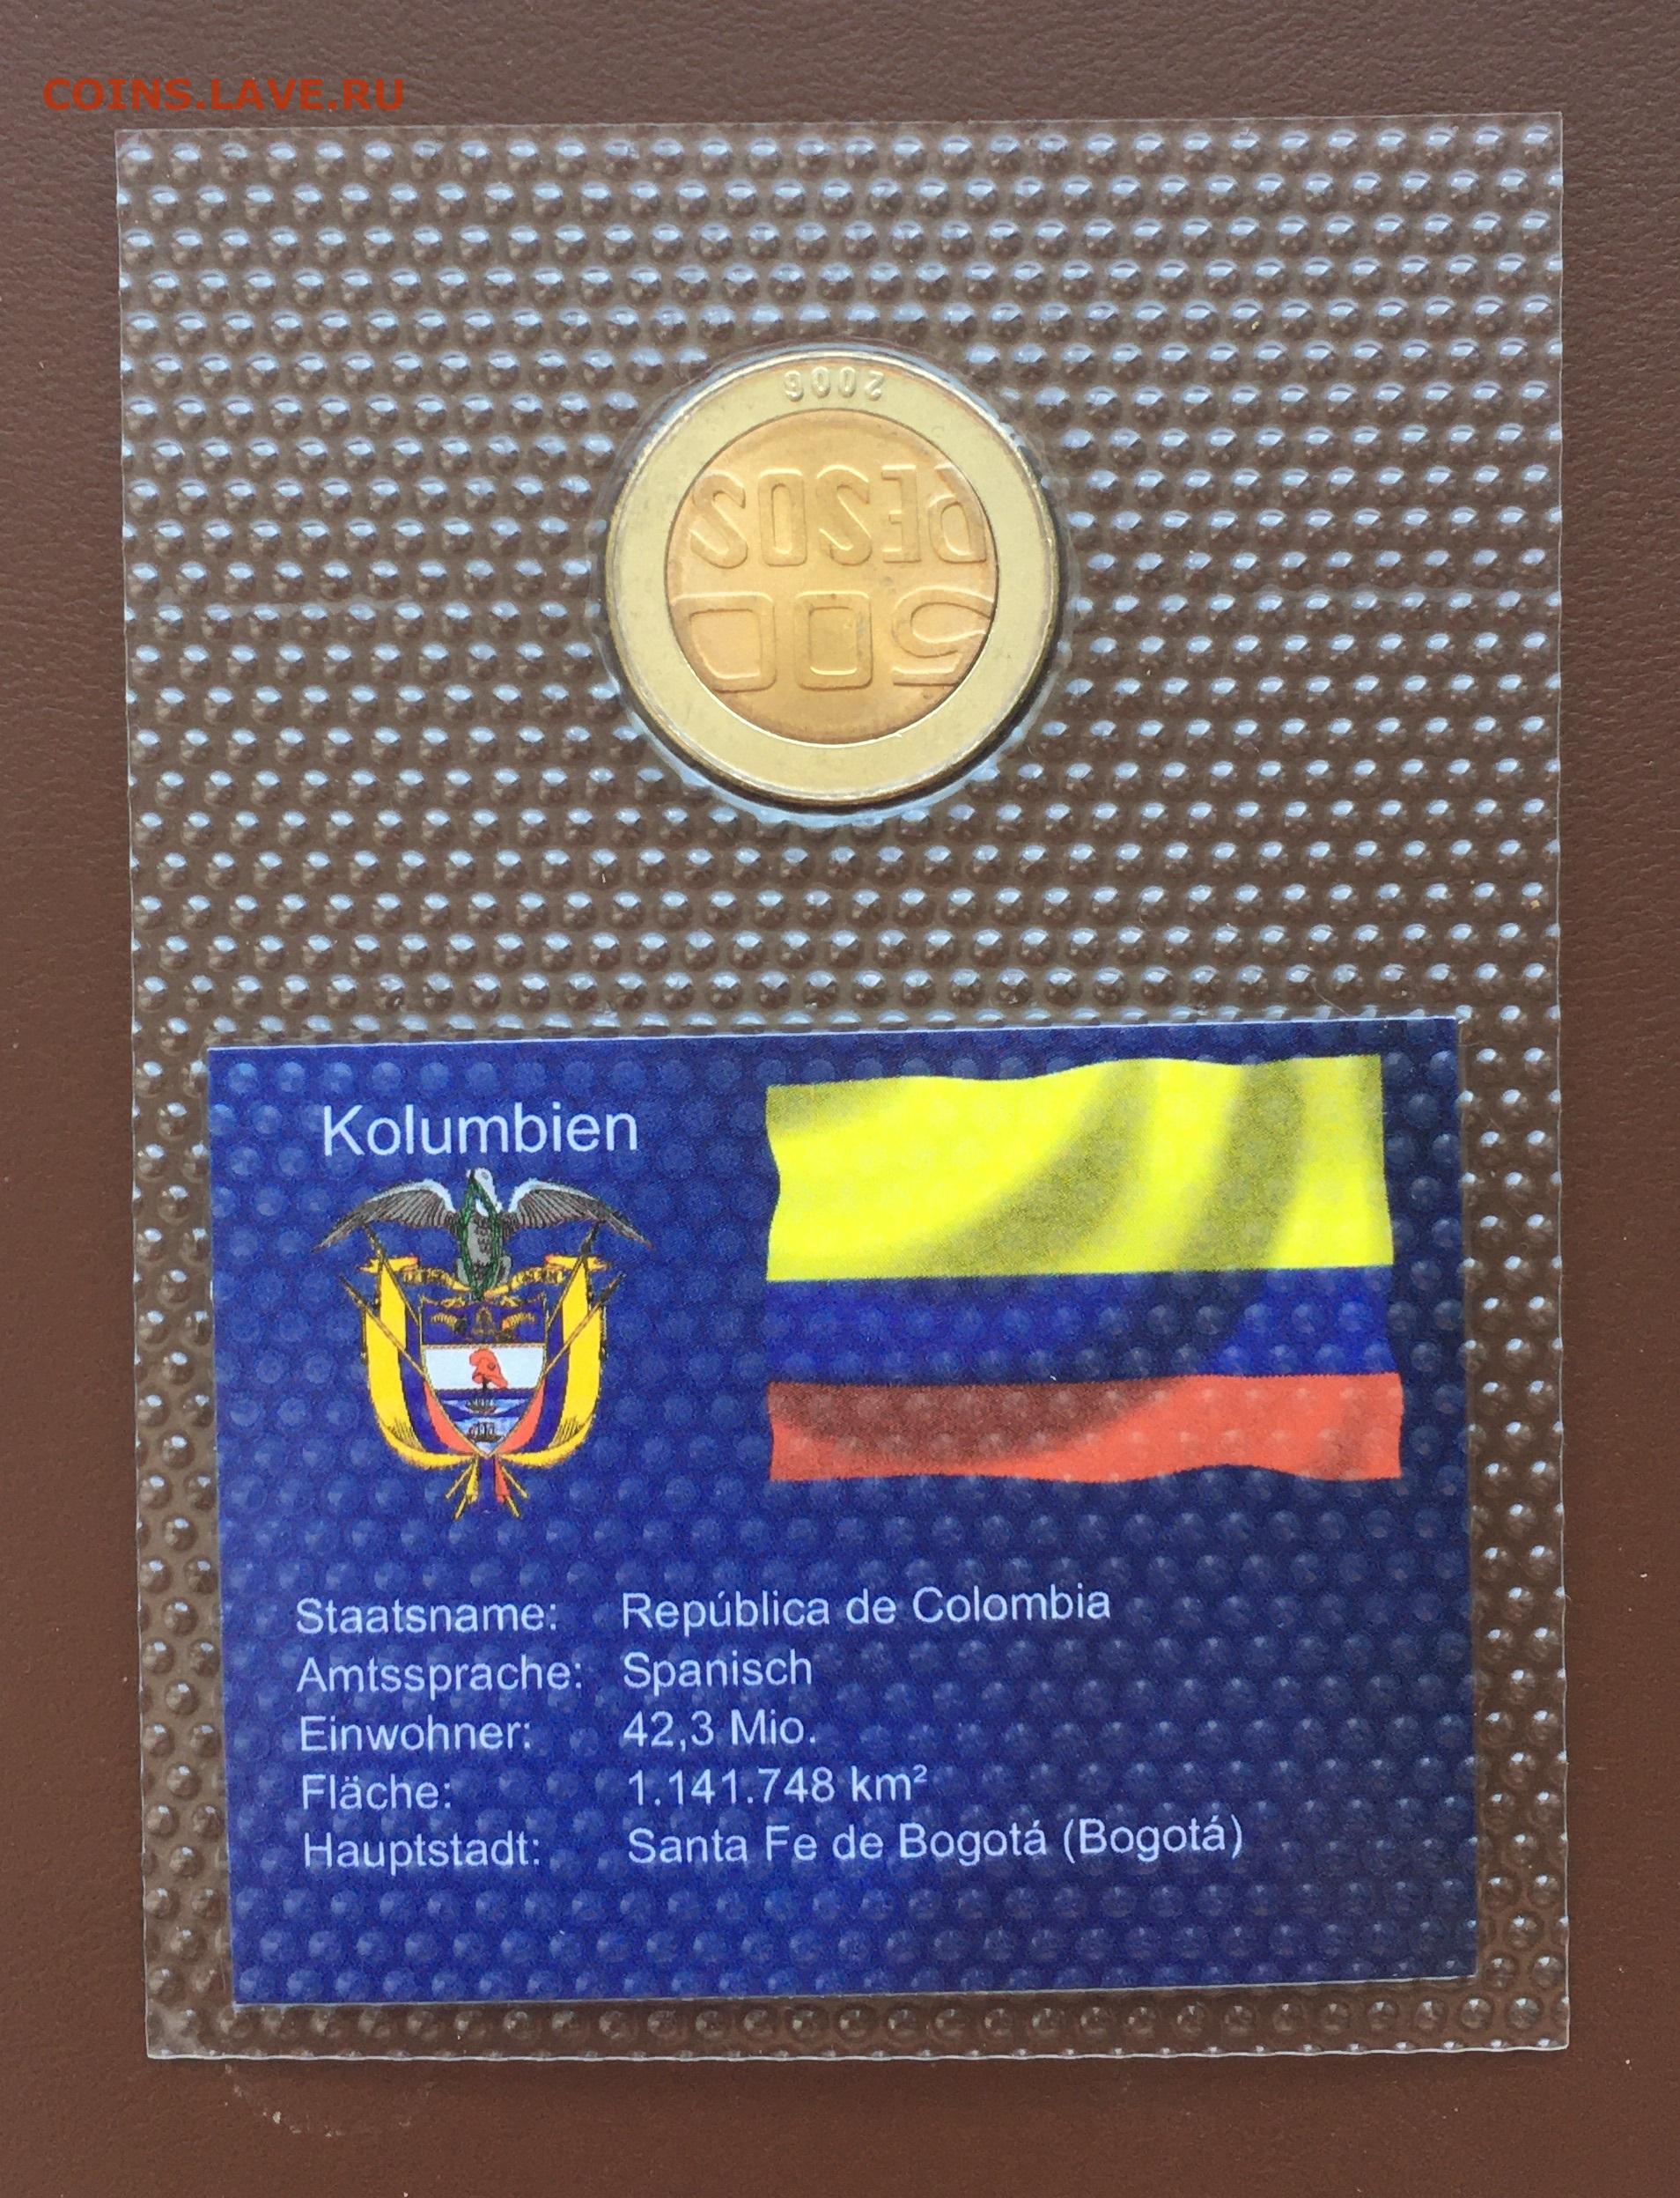 COINS.LAVE.RU
2006
PESOS
500
Kolumbien
Staatsname: República de Colombia
Amtssprache: Spanisch
Einwohner: 42,3 Mio.
Fläche: 1.141.748 km²
Hauptstadt: Santa Fe de Bogotá (Bogotá)